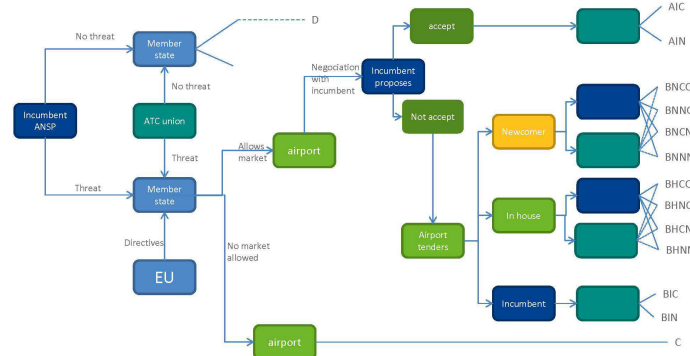 No threat
Member
state
D
No threat
Incumbent
ANSP
ATC union
Threat
Threat
Member
state
Directives
EU
Allows
market
airport
No market
allowed
airport
C
Negociation
with
incumbent
Incumbent
proposes
accept
Not accept
AIC
AIN
Airport
tenders
Newcomer
BNCC
BNNC
BNCN
BNNN
In house
BHCC
BHNC
BHCN
BHNN
Incumbent
BIC
BIN